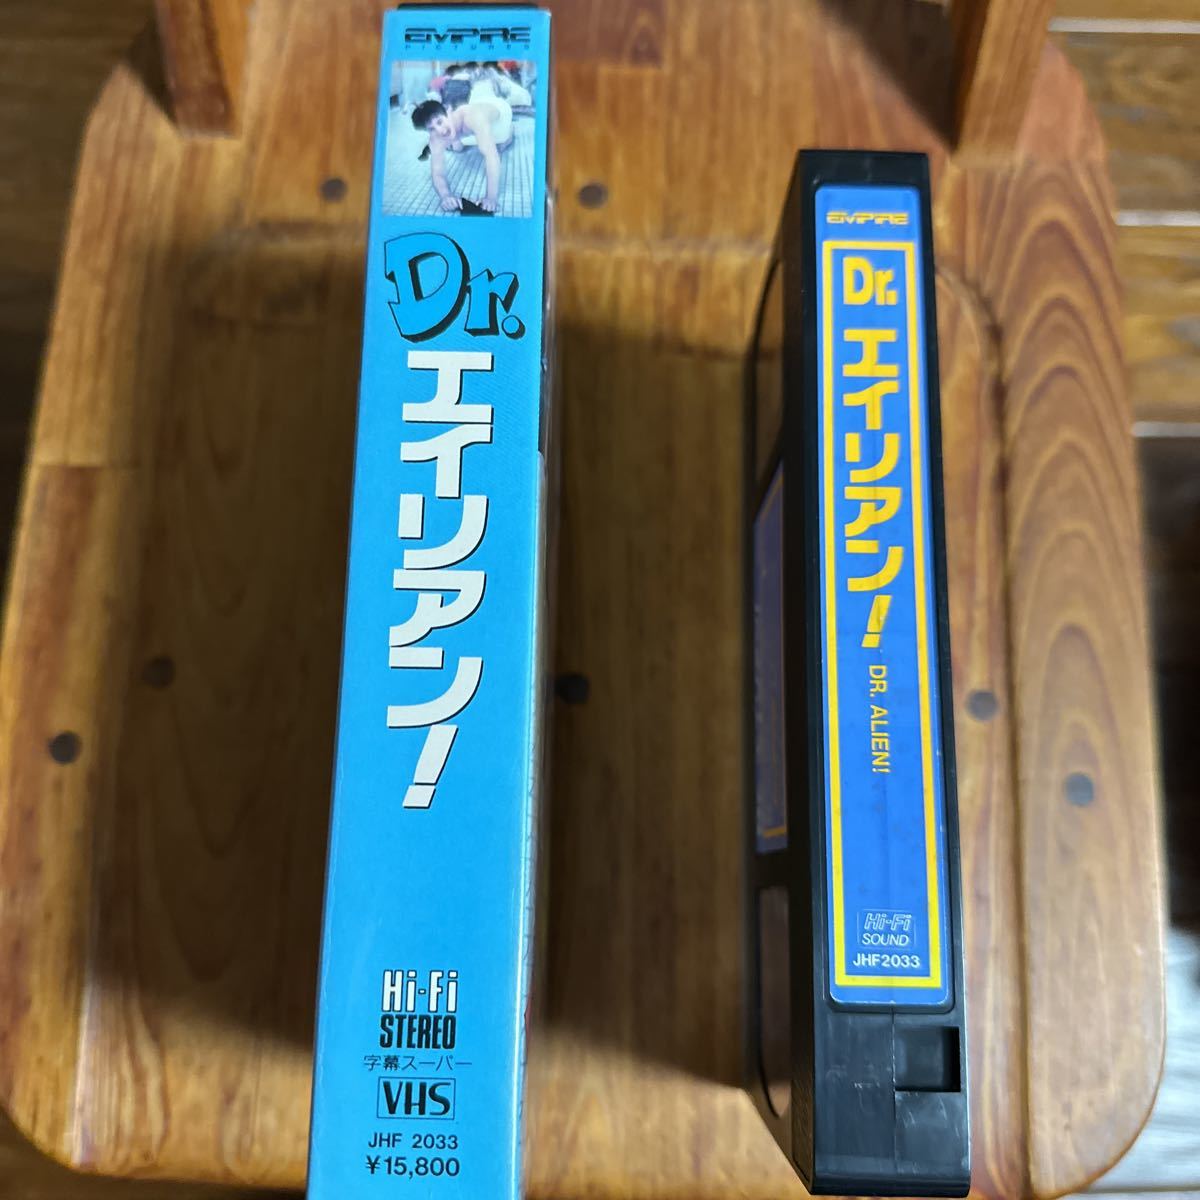 EMPIRE
PICTURES
Dr.
エイリアン!
Hi-Fi
STEREO
字幕スーパー
VHS
JHF 2033
¥15,800
EMPIRE
Dr.
エイリアン!
DR. ALIEN!
Hi-Fi
SOUND
JHF2033